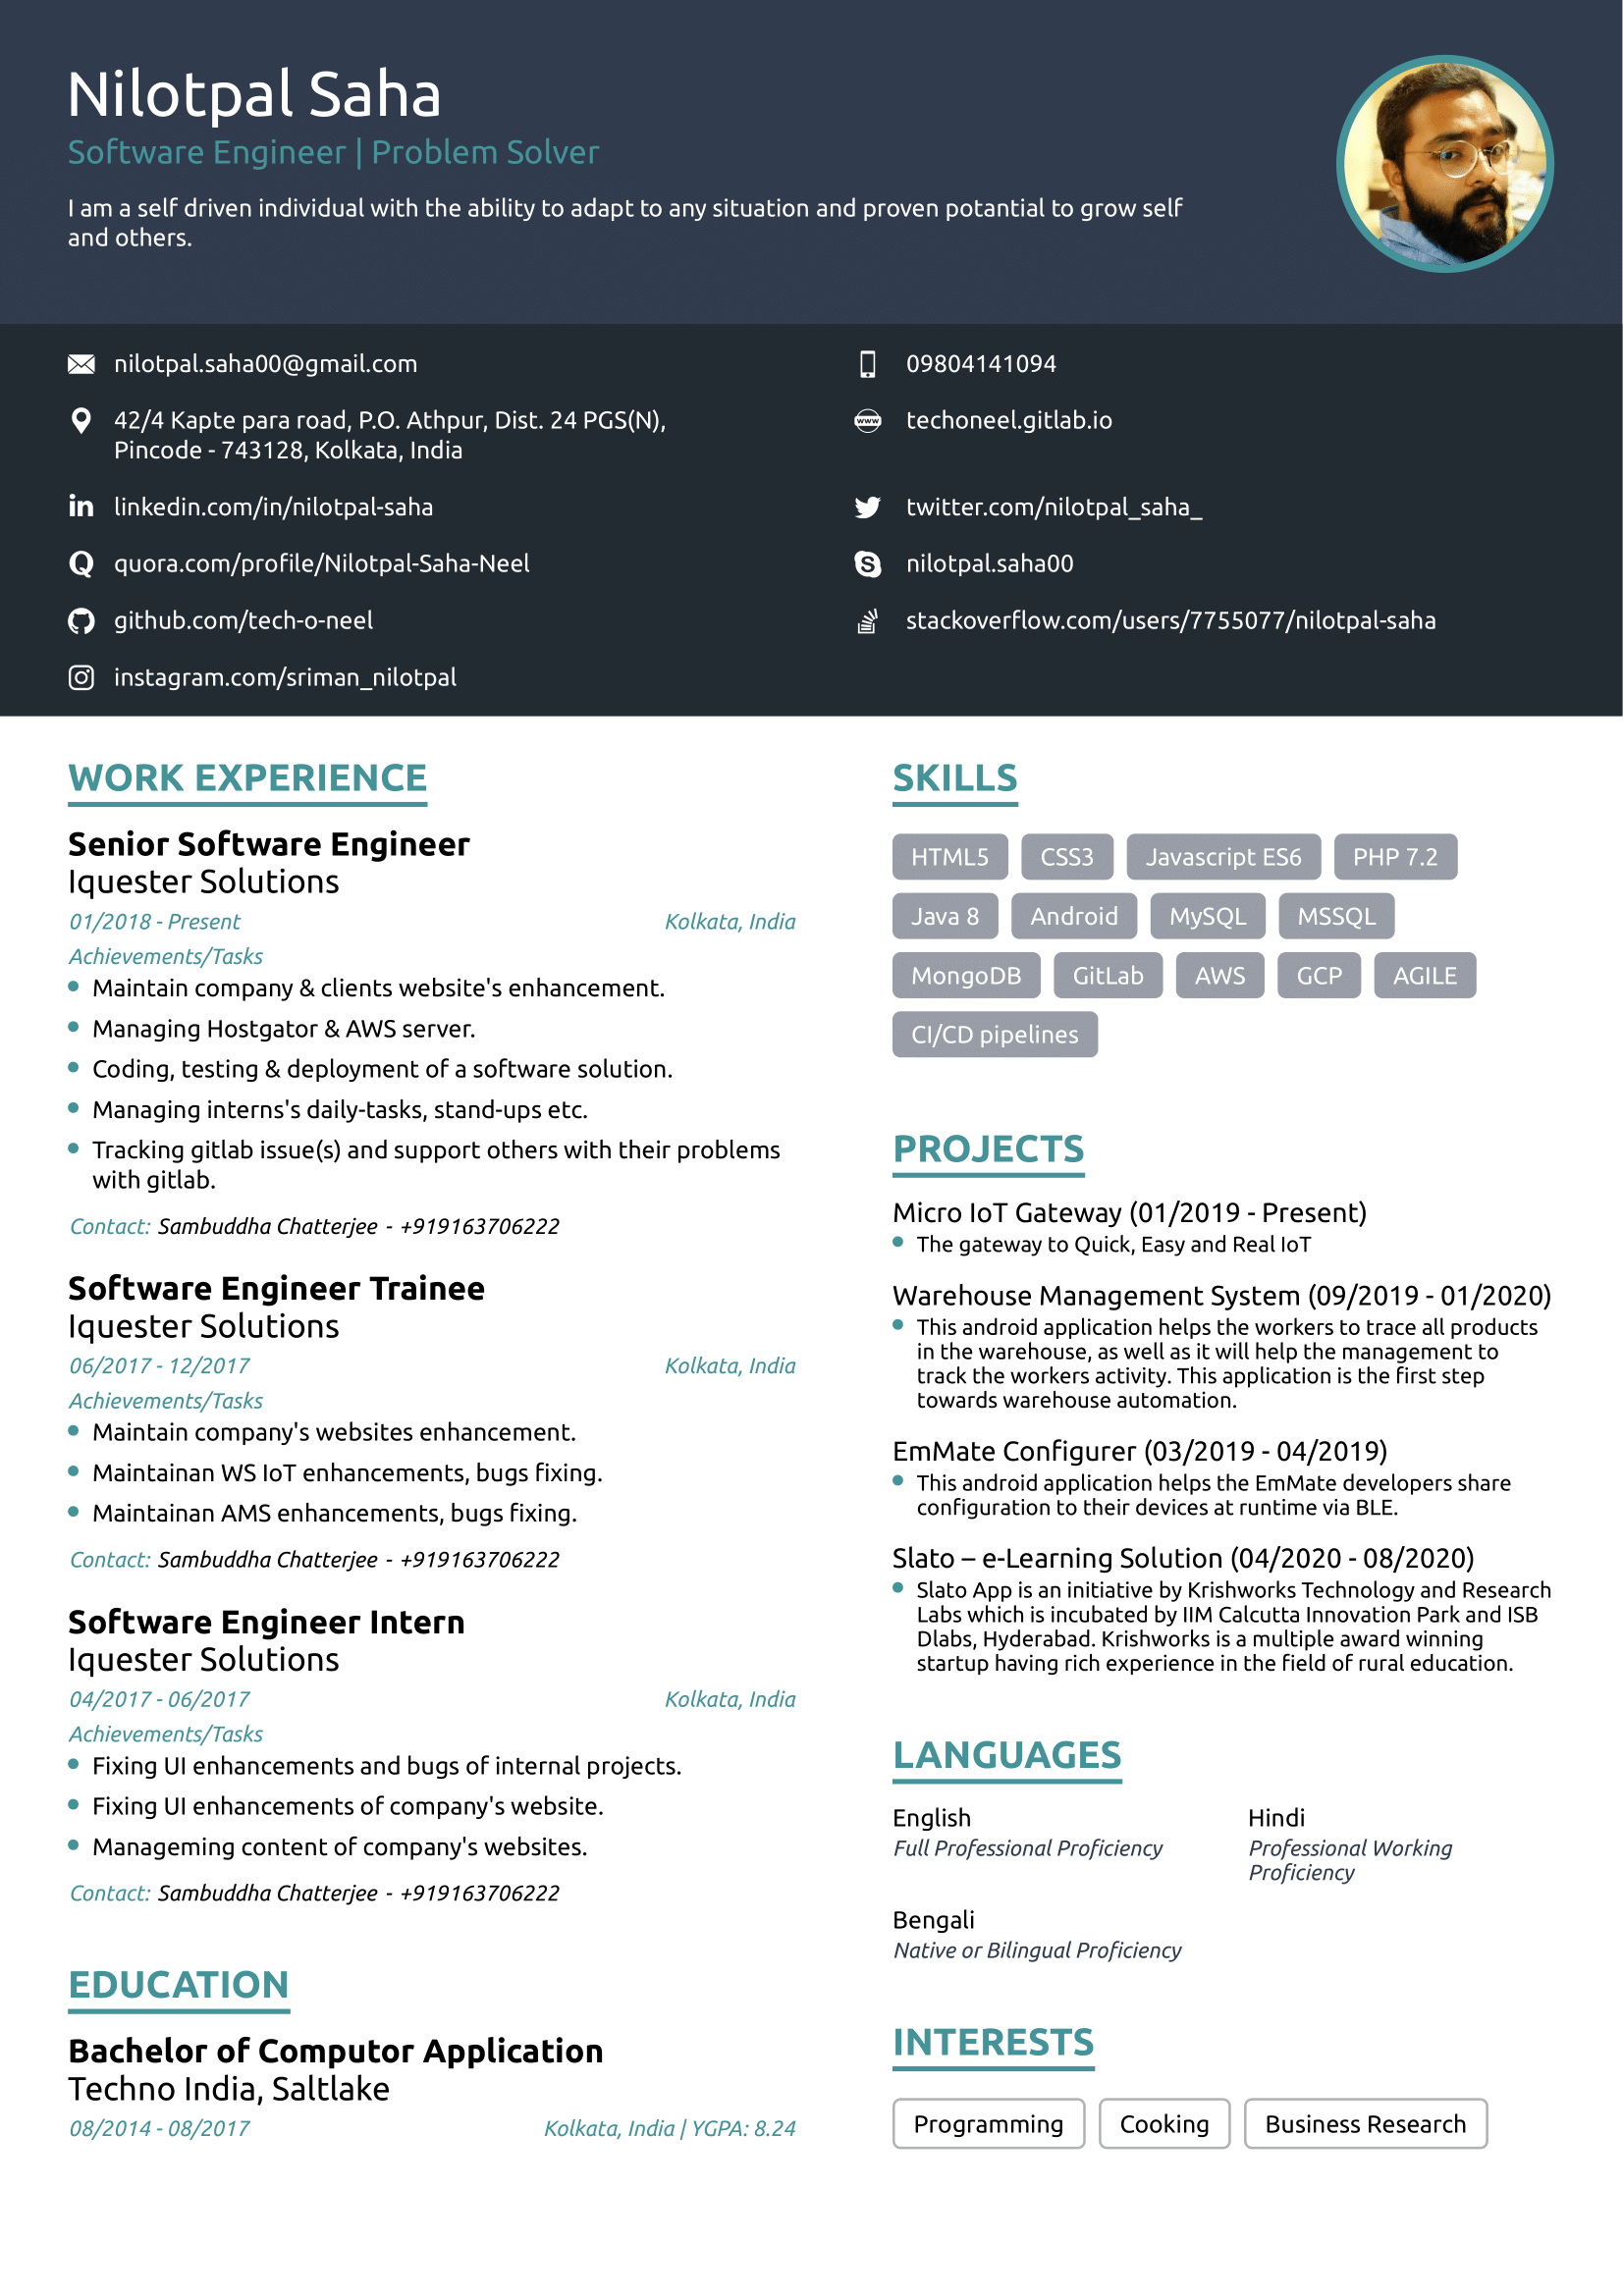 Nilotpal Saha
Software Engineer | Problem Solver
I am a self driven individual with the ability to adapt to any situation and proven potantial to grow self
and others.
nilotpal.saha00@gmail.com
09804141094
42/4 Kapte para road, P.O. Athpur, Dist. 24 PGS(N),
Pincode - 743128, Kolkata, India
techoneel.gitlab.io
linkedin.com/in/nilotpal-saha
twitter.com/nilotpal_saha_
quora.com/profile/Nilotpal-Saha-Neel
nilotpal.saha00
github.com/tech-o-neel
stackoverflow.com/users/7755077/nilotpal-saha
instagram.com/sriman_nilotpal
WORK EXPERIENCE
Senior Software Engineer
Iquester Solutions
01/2018 - Present Kolkata, India
Achievements/Tasks
Maintain company & clients website's enhancement.
Managing Hostgator & AWS server.
Coding, testing & deployment of a software solution.
Managing interns's daily-tasks, stand-ups etc.
Tracking gitlab issue(s) and support others with their problems
with gitlab.
Contact: Sambuddha Chatterjee - +919163706222
Software Engineer Trainee
Iquester Solutions
06/2017 - 12/2017 Kolkata, India
Achievements/Tasks
Maintain company's websites enhancement.
Maintainan WS IoT enhancements, bugs fixing.
Maintainan AMS enhancements, bugs fixing.
Contact: Sambuddha Chatterjee - +919163706222
Software Engineer Intern
Iquester Solutions
04/2017 - 06/2017 Kolkata, India
Achievements/Tasks
Fixing UI enhancements and bugs of internal projects.
Fixing UI enhancements of company's website.
Manageming content of company's websites.
Contact: Sambuddha Chatterjee - +919163706222
EDUCATION
Bachelor of Computor Application
Techno India, Saltlake
08/2014 - 08/2017 Kolkata, India | YGPA: 8.24
SKILLS
HTML5 CSS3 Javascript ES6 PHP 7.2
Java 8 Android MySQL MSSQL
MongoDB GitLab AWS GCP AGILE
CI/CD pipelines
PROJECTS
Micro IoT Gateway (01/2019 - Present)
The gateway to Quick, Easy and Real IoT
Warehouse Management System (09/2019 - 01/2020)
This android application helps the workers to trace all products
in the warehouse, as well as it will help the management to
track the workers activity. This application is the first step
towards warehouse automation.
EmMate Configurer (03/2019 - 04/2019)
This android application helps the EmMate developers share
configuration to their devices at runtime via BLE.
Slato – e-Learning Solution (04/2020 - 08/2020)
Slato App is an initiative by Krishworks Technology and Research
Labs which is incubated by IIM Calcutta Innovation Park and ISB
Dlabs, Hyderabad. Krishworks is a multiple award winning
startup having rich experience in the field of rural education.
LANGUAGES
English
Full Professional Proficiency
Hindi
Professional Working
Proficiency
Bengali
Native or Bilingual Proficiency
INTERESTS
Programming Cooking Business Research